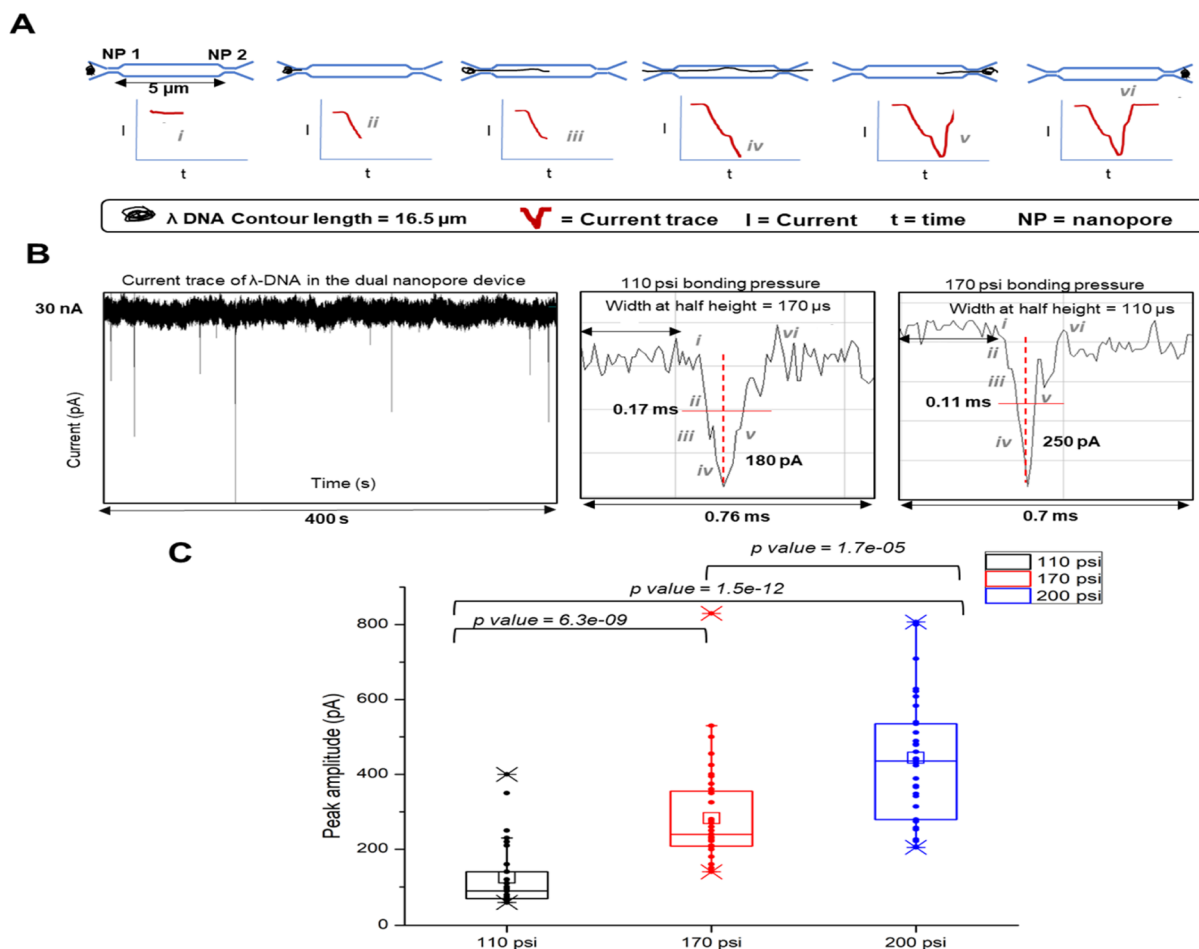 A
NP 1 NP 2
5 µm
I i t
I ii t
I iii t
I iv t
I v t
I vi t
λ DNA Contour length = 16.5 µm = Current trace I = Current t = time NP = nanopore
B
Current trace of λ-DNA in the dual nanopore device
30 nA
Current (pA)
Time (s)
400 s
110 psi bonding pressure
Width at half height = 170 µs
i
vi
ii
0.17 ms
iii
v
iv
180 pA
0.76 ms
170 psi bonding pressure
Width at half height = 110 µs
i
vi
ii
iii
0.11 ms
v
iv
250 pA
0.7 ms
C
p value = 1.7e-05
p value = 1.5e-12
p value = 6.3e-09
110 psi
170 psi
200 psi
Peak amplitude (pA)
800
600
400
200
0
110 psi 170 psi 200 psi